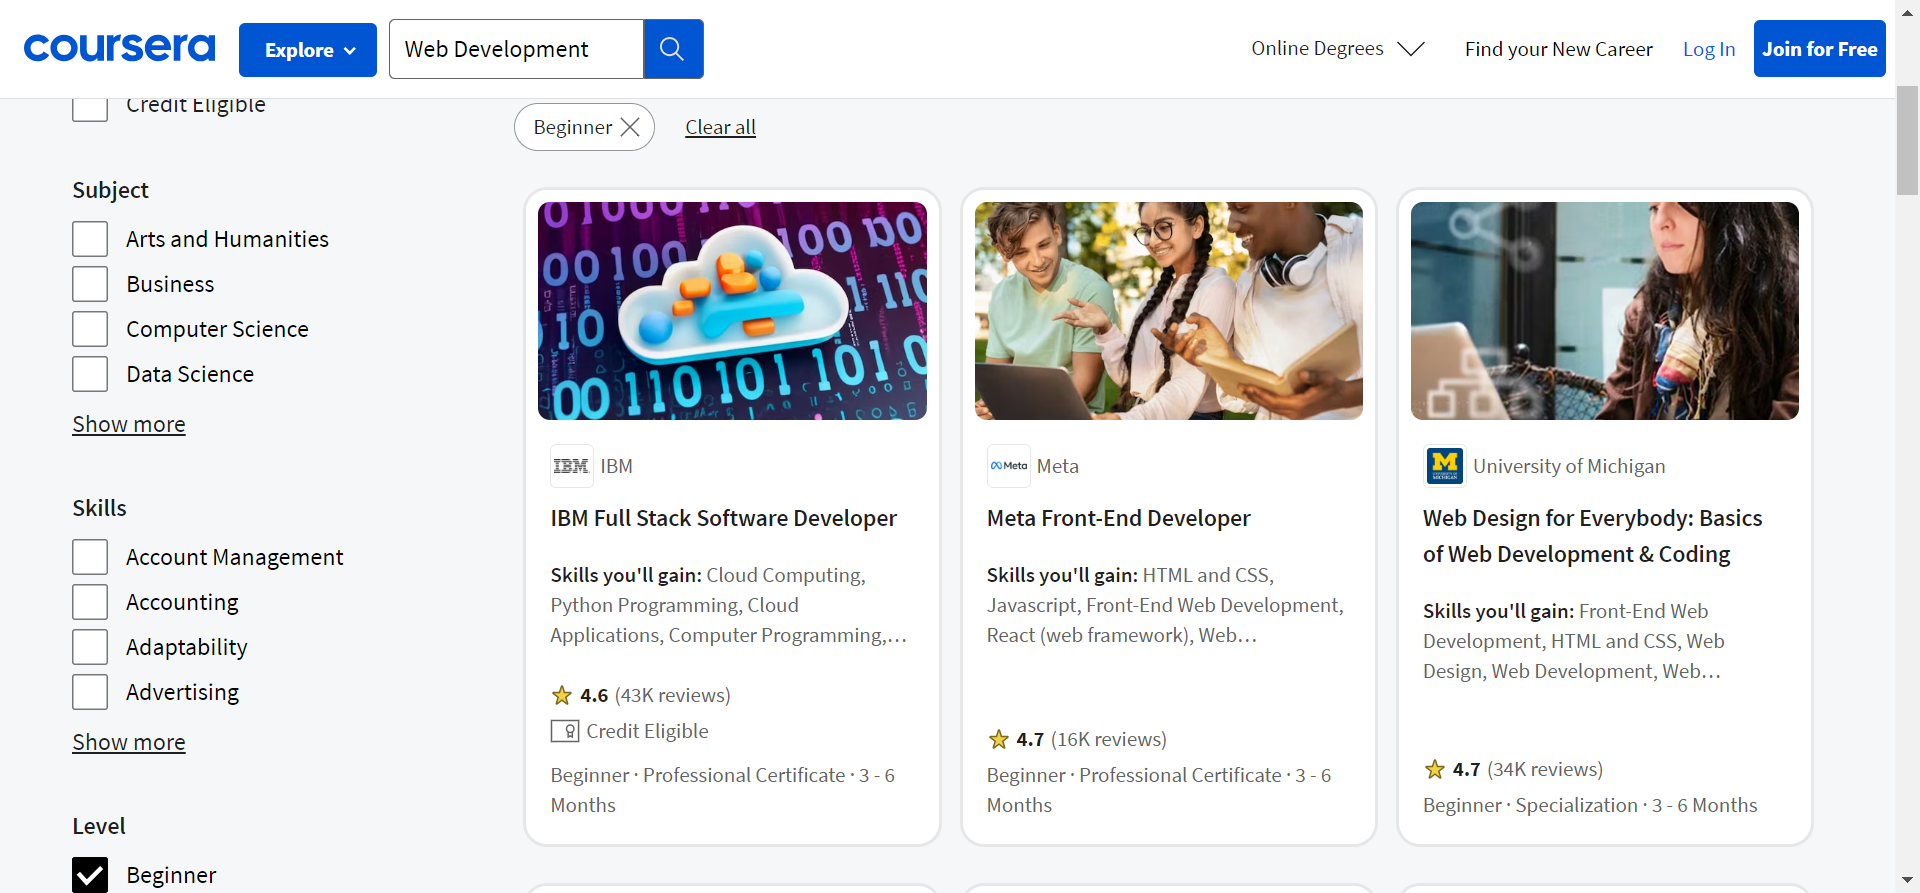 coursera
Explore
Web Development
Online Degrees
Find your New Career
Log In
Join for Free
Credit Eligible
Beginner
Clear all
Subject
Arts and Humanities
Business
Computer Science
Data Science
Show more
Skills
Account Management
Accounting
Adaptability
Advertising
Show more
Level
Beginner
IBM
IBM
IBM Full Stack Software Developer
Skills you'll gain: Cloud Computing,
Python Programming, Cloud
Applications, Computer Programming,...
4.6 (43K reviews)
Credit Eligible
Beginner · Professional Certificate · 3 - 6
Months
Meta
Meta
Meta Front-End Developer
Skills you'll gain: HTML and CSS,
Javascript, Front-End Web Development,
React (web framework), Web...
4.7 (16K reviews)
Beginner · Professional Certificate · 3 - 6
Months
M
University of Michigan
Web Design for Everybody: Basics
of Web Development & Coding
Skills you'll gain: Front-End Web
Development, HTML and CSS, Web
Design, Web Development, Web...
4.7 (34K reviews)
Beginner · Specialization · 3 - 6 Months